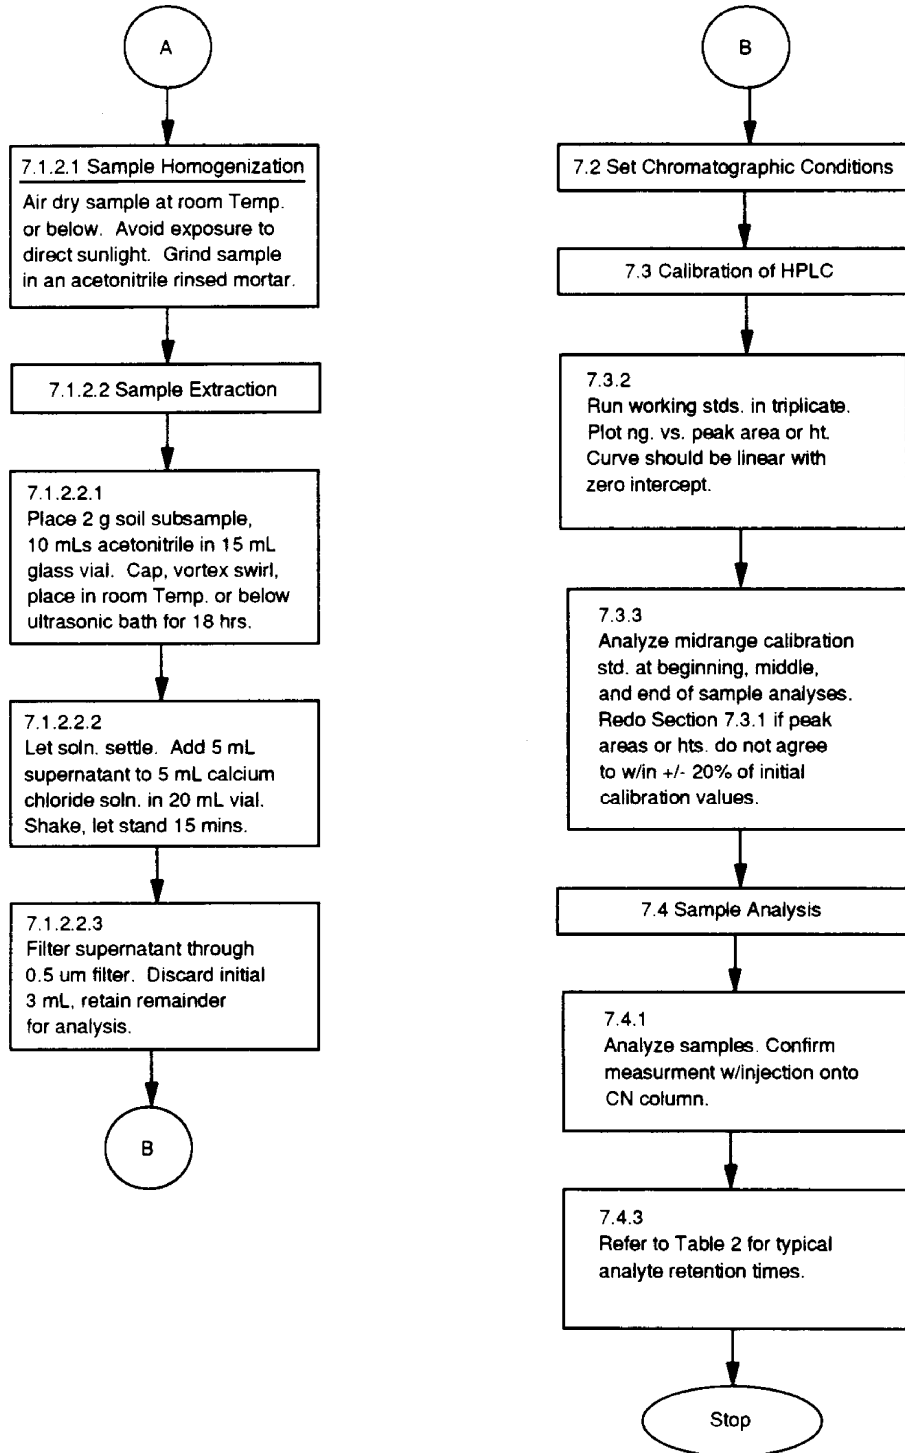 A
7.1.2.1 Sample Homogenization
Air dry sample at room Temp.
or below. Avoid exposure to
direct sunlight. Grind sample
in an acetonitrile rinsed mortar.
7.1.2.2 Sample Extraction
7.1.2.2.1
Place 2 g soil subsample,
10 mLs acetonitrile in 15 mL
glass vial. Cap, vortex swirl,
place in room Temp. or below
ultrasonic bath for 18 hrs.
7.1.2.2.2
Let soln. settle. Add 5 mL
supernatant to 5 mL calcium
chloride soln. in 20 mL vial.
Shake, let stand 15 mins.
7.1.2.2.3
Filter supernatant through
0.5 um filter. Discard initial
3 mL, retain remainder
for analysis.
B
B
7.2 Set Chromatographic Conditions
7.3 Calibration of HPLC
7.3.2
Run working stds. in triplicate.
Plot ng. vs. peak area or ht.
Curve should be linear with
zero intercept.
7.3.3
Analyze midrange calibration
std. at beginning, middle,
and end of sample analyses.
Redo Section 7.3.1 if peak
areas or hts. do not agree
to w/in +/- 20% of initial
calibration values.
7.4 Sample Analysis
7.4.1
Analyze samples. Confirm
measurment w/injection onto
CN column.
7.4.3
Refer to Table 2 for typical
analyte retention times.
Stop